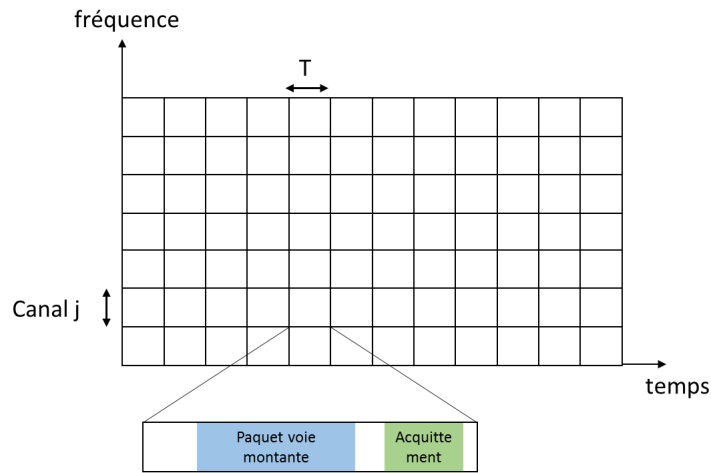 fréquence
T
Canal j
temps
Paquet voie
montante
Acquitte
ment